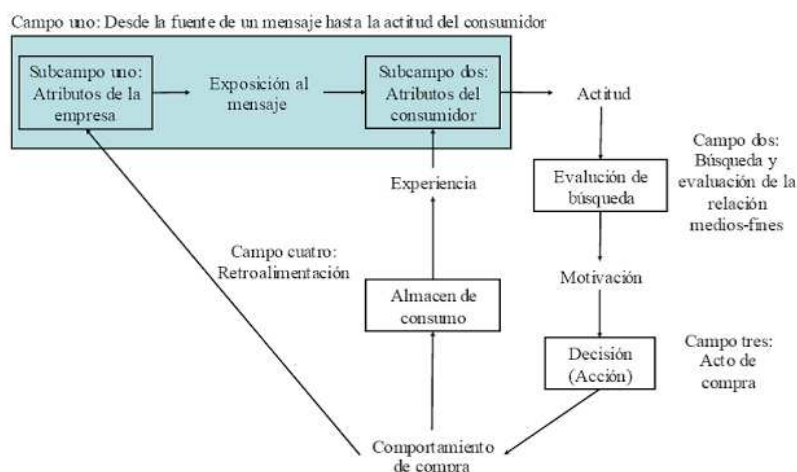 Campo uno: Desde la fuente de un mensaje hasta la actitud del consumidor
Subcampo uno:
Atributos de la
empresa
Exposición al
mensaje
Subcampo dos:
Atributos del
consumidor
Actitud
Campo dos:
Búsqueda y
evaluación de la
relación
medios-fines
Evalución de
búsqueda
Experiencia
Campo cuatro:
Retroalimentación
Motivación
Almacen de
consumo
Decisión
(Acción)
Campo tres:
Acto de
compra
Comportamiento
de compra